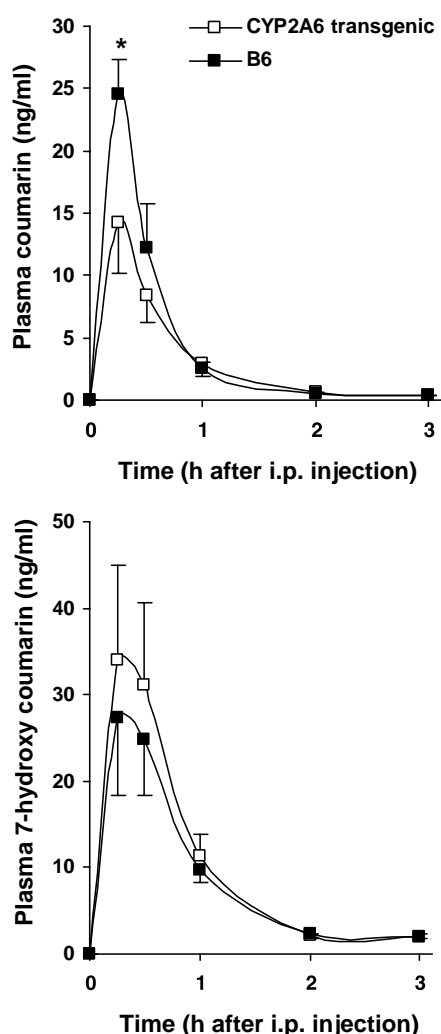 CYP2A6 transgenic
B6
*
Plasma coumarin (ng/ml)
30
25
20
15
10
5
0
0 1 2 3
Time (h after i.p. injection)
Plasma 7-hydroxy coumarin (ng/ml)
50
40
30
20
10
0
0 1 2 3
Time (h after i.p. injection)